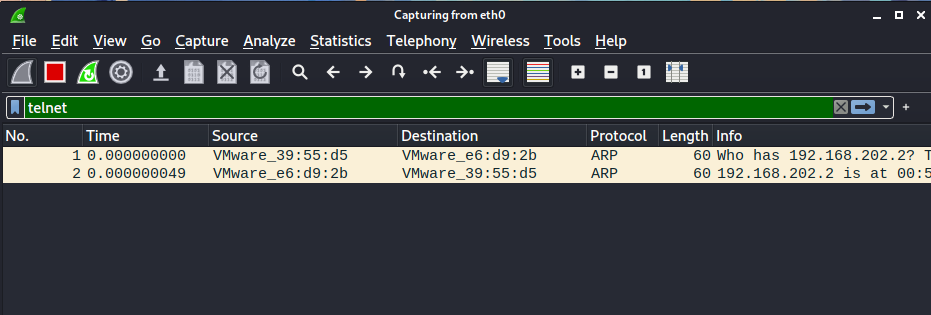 Capturing from eth0
File Edit View Go Capture Analyze Statistics Telephony Wireless Tools Help
telnet
No. Time Source Destination Protocol Length Info
1 0.000000000 VMware_39:55:d5 VMware_e6:d9:2b ARP 60 Who has 192.168.202.2? T
2 0.000000049 VMware_e6:d9:2b VMware_39:55:d5 ARP 60 192.168.202.2 is at 00:5